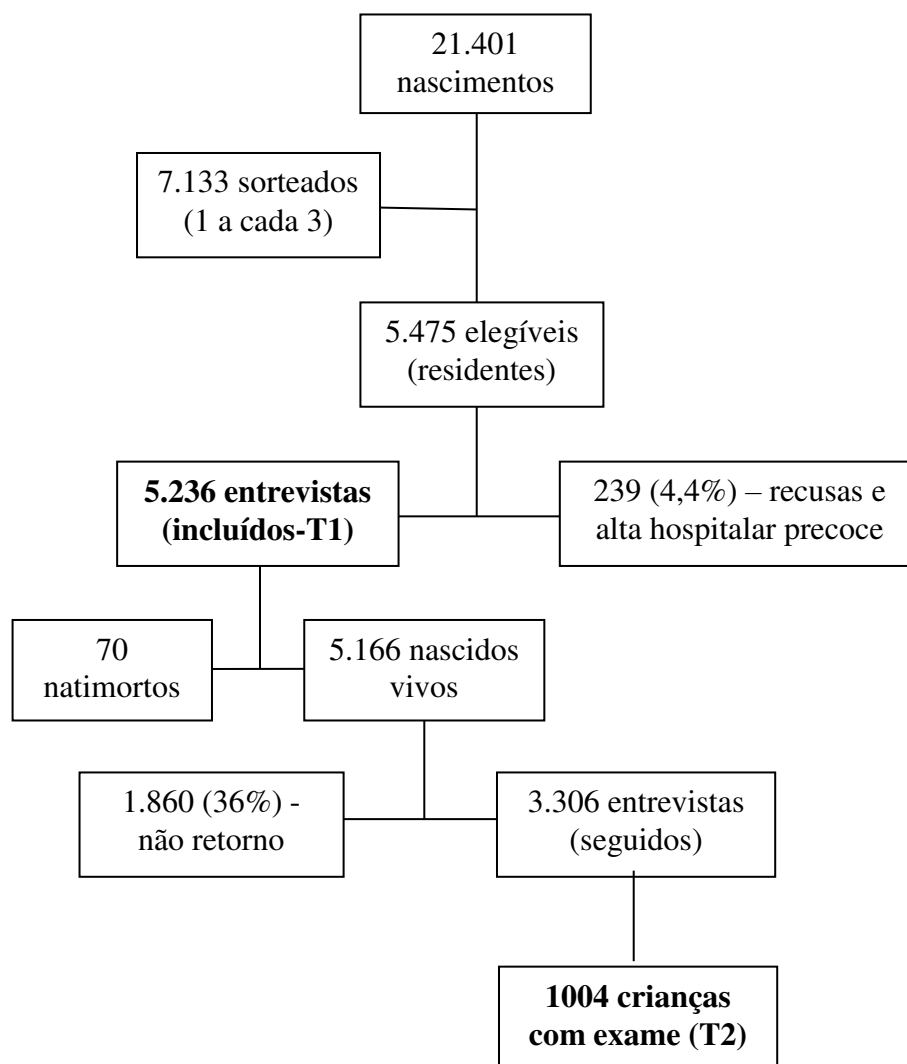 21.401
nascimentos
7.133 sorteados
(1 a cada 3)
5.475 elegíveis
(residentes)
5.236 entrevistas
(incluídos-T1)
239 (4,4%) – recusas e
alta hospitalar precoce
70
natimortos
5.166 nascidos
vivos
1.860 (36%) -
não retorno
3.306 entrevistas
(seguidos)
1004 crianças
com exame (T2)